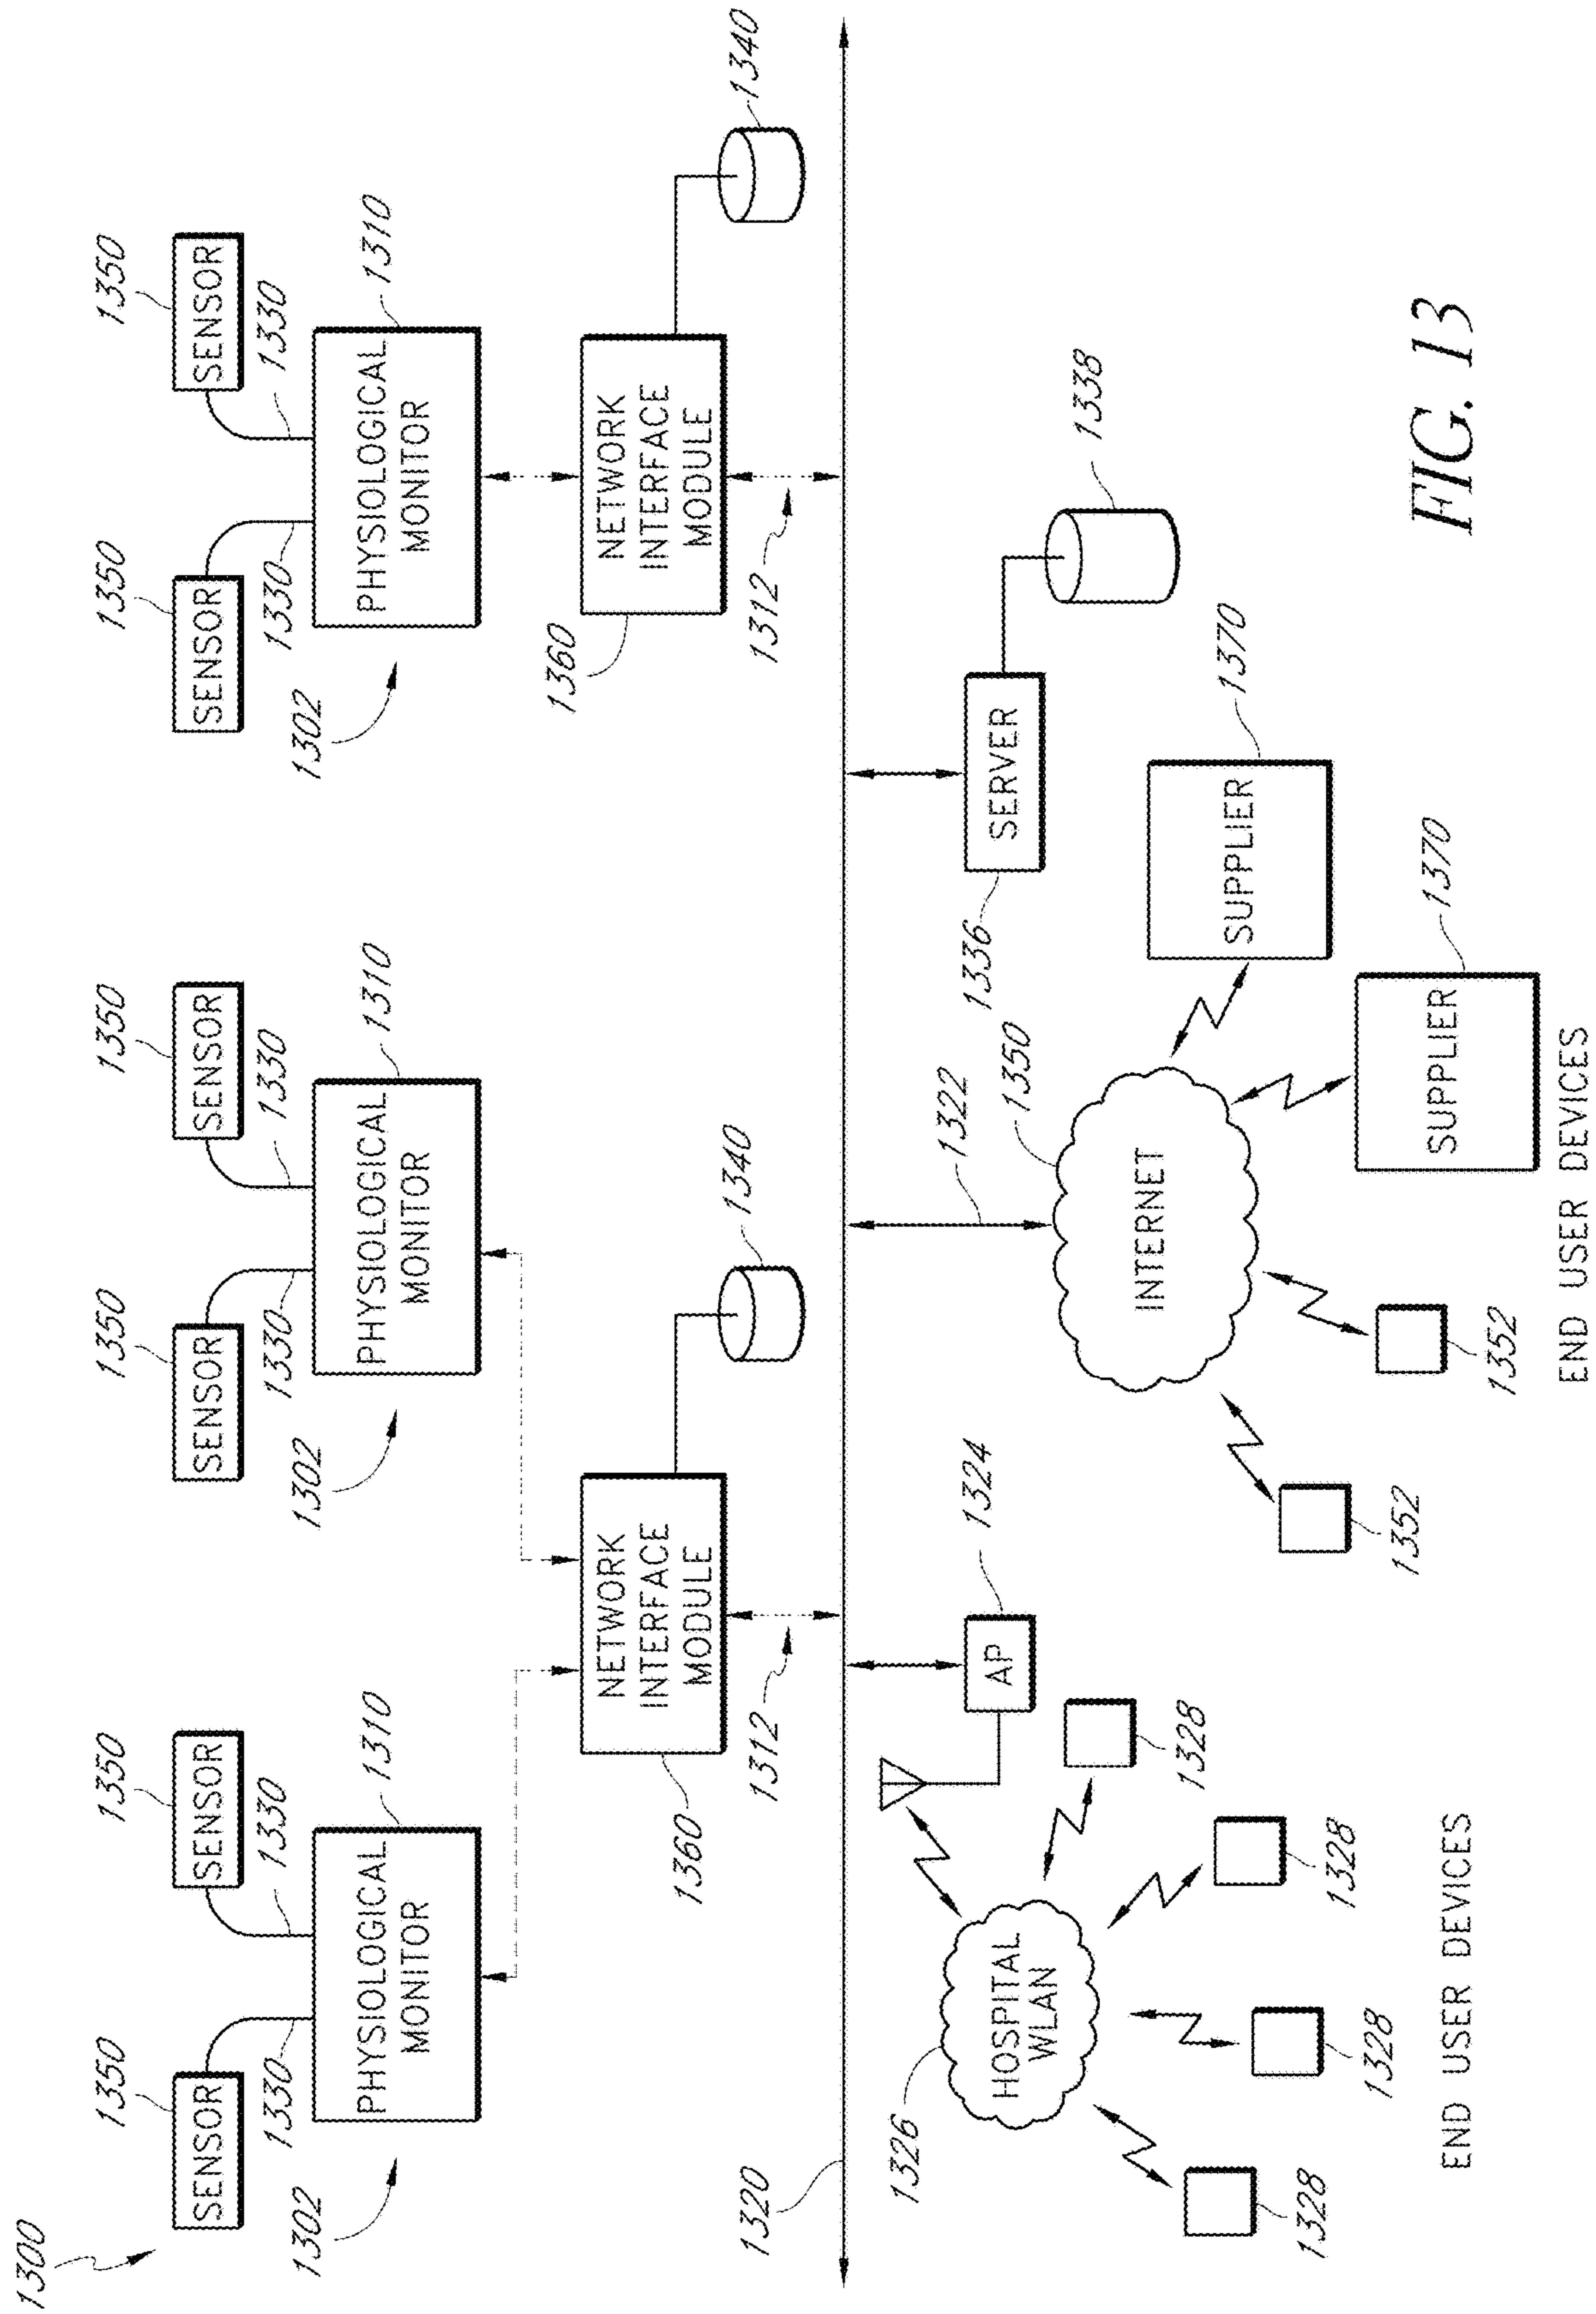 1300
1350
1350
1350
1350
1350
1350
SENSOR
SENSOR
SENSOR
SENSOR
SENSOR
SENSOR
1330
1330
1330
1330
1330
1330
1302
PHYSIOLOGICAL
MONITOR
1310
1302
PHYSIOLOGICAL
MONITOR
1310
1302
PHYSIOLOGICAL
MONITOR
1310
1360
NETWORK
INTERFACE
MODULE
1340
1360
NETWORK
INTERFACE
MODULE
1340
1312
1312
1320
1326
HOSPITAL
WLAN
AP
1324
1328
1328
1328
1328
END USER DEVICES
1322
1350
INTERNET
1336
SERVER
1338
SUPPLIER
1370
SUPPLIER
1370
1352
1352
END USER DEVICES
FIG. 13